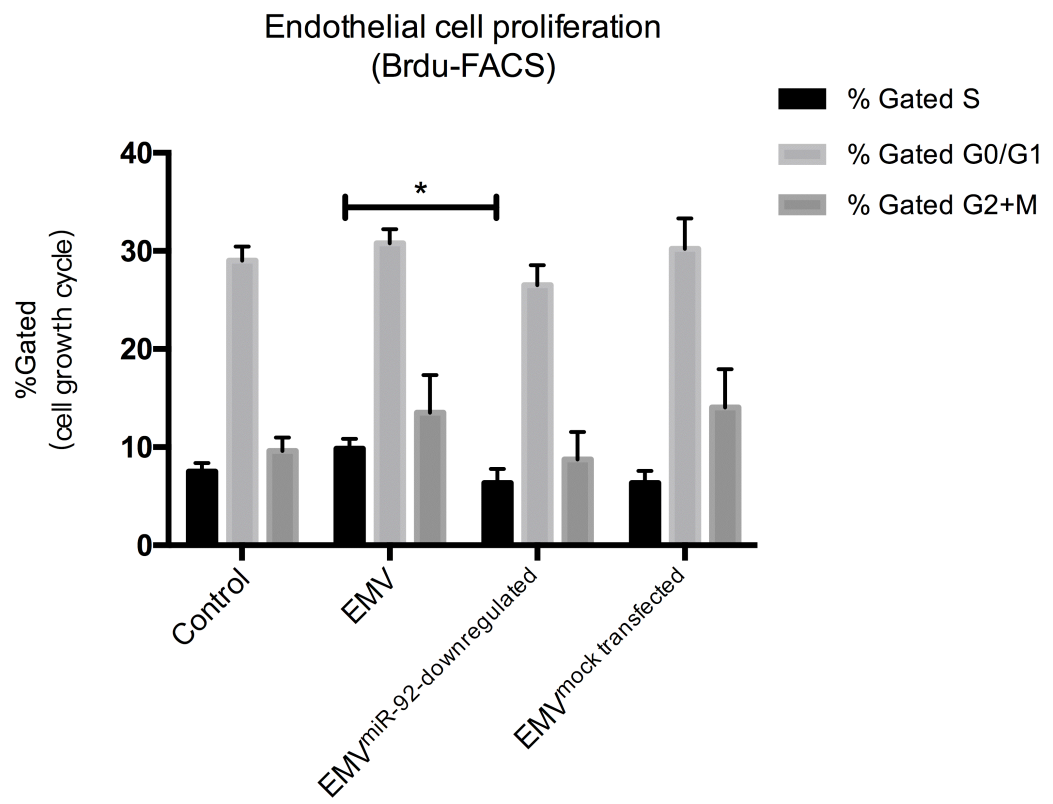 Endothelial cell proliferation
(Brdu-FACS)
% Gated S
% Gated G0/G1
% Gated G2+M
%Gated
(cell growth cycle)
40
30
20
10
0
*
Control
EMV
EMVmiR-92-downregulated
EMVmock transfected